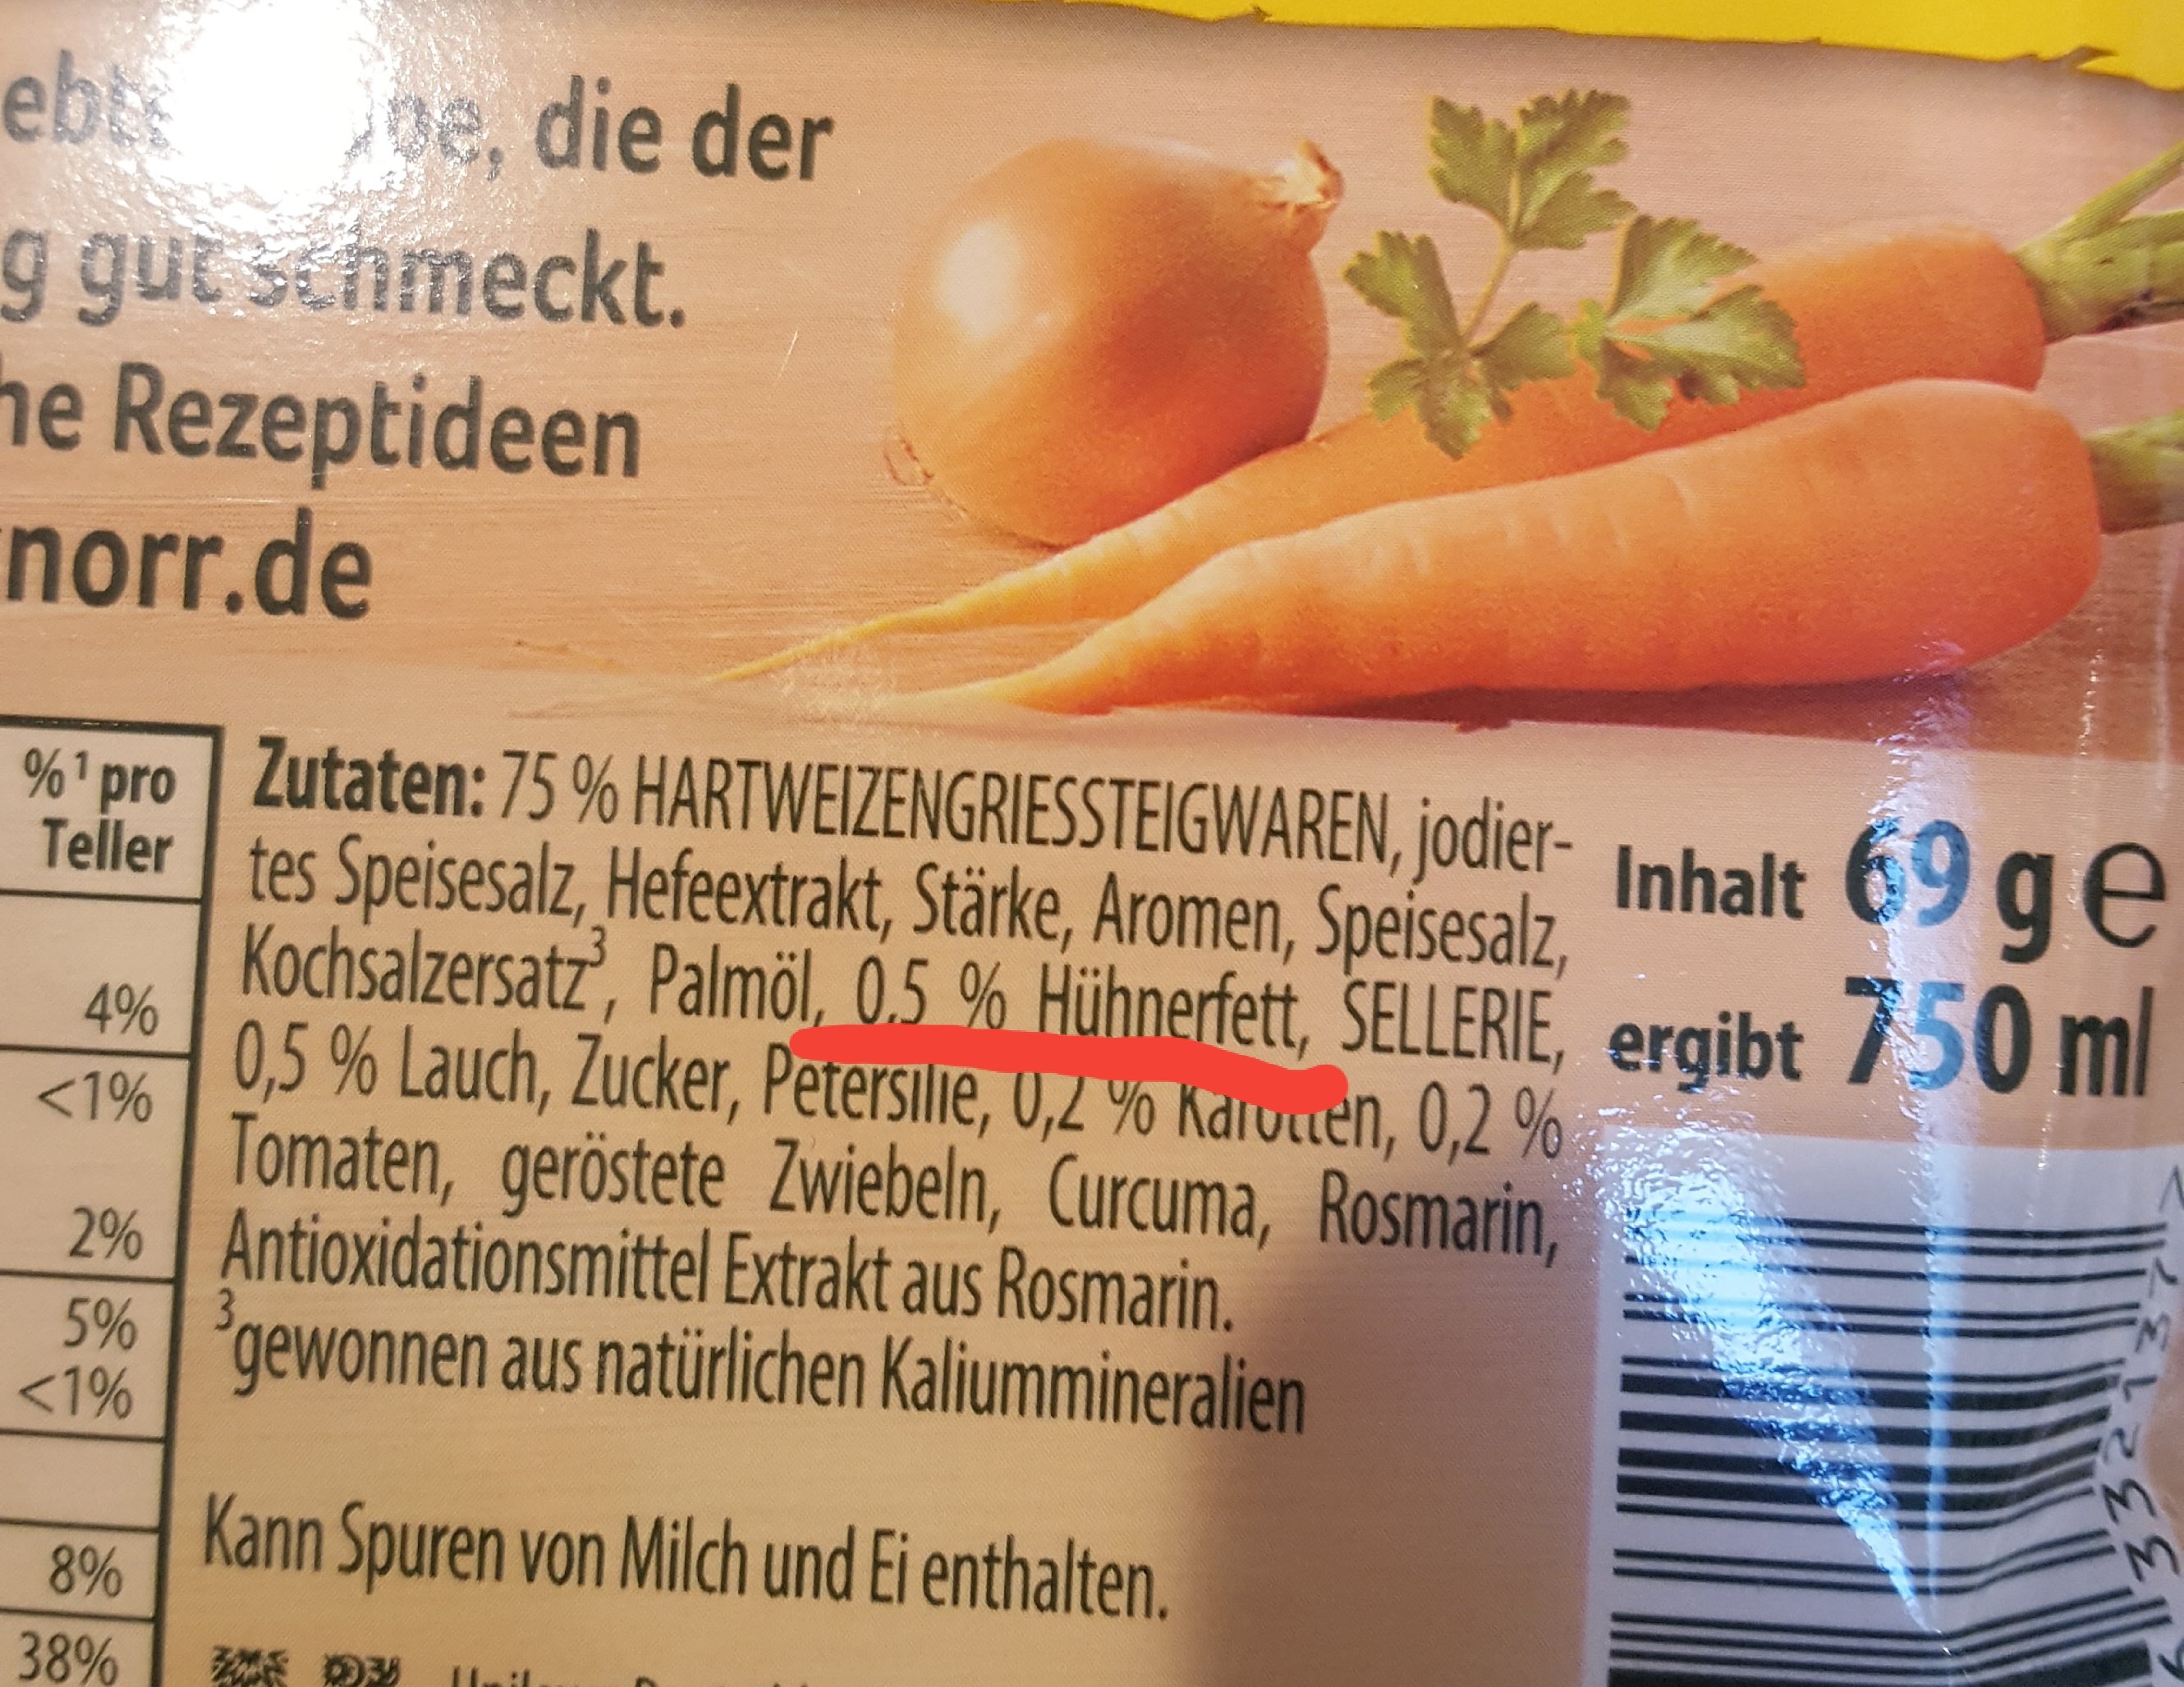 die der
g gut schmeckt.
he Rezeptideen
norr.de
%¹ pro
Teller
4%
<1%
2%
5%
<1%
8%
38%
Zutaten: 75 % HARTWEIZENGRIESSTEIGWAREN, jodier-
tes Speisesalz, Hefeextrakt, Stärke, Aromen, Speisesalz,
Kochsalzersatz³, Palmöl, 0,5 % Hühnerfett, SELLERIE,
0,5 % Lauch, Zucker, Petersilie, 0,2 % Karotten, 0,2 %
Tomaten, geröstete Zwiebeln, Curcuma, Rosmarin,
Antioxidationsmittel Extrakt aus Rosmarin.
³gewonnen aus natürlichen Kaliummineralien
Kann Spuren von Milch und Ei enthalten.
Inhalt 69 g e
ergibt 750 ml